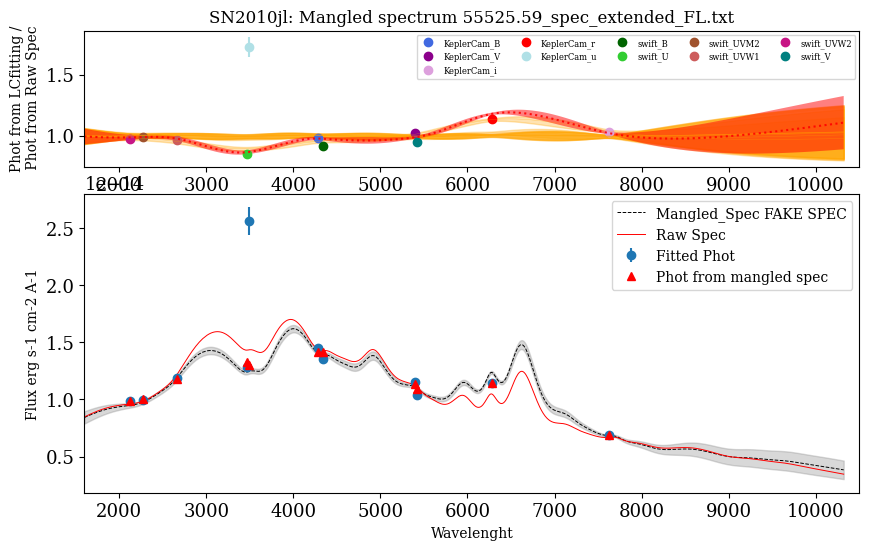 SN2010jl: Mangled spectrum 55525.59_spec_extended_FL.txt
Phot from LCfitting /
Phot from Raw Spec
1.5
1.0
KeplerCam_B
KeplerCam_V
KeplerCam_i
KeplerCam_r
KeplerCam_u
swift_B
swift_U
swift_UVM2
swift_UVW1
swift_UVW2
swift_V
2000 3000 4000 5000 6000 7000 8000 9000 10000
1e−14
Flux erg s-1 cm-2 A-1
2.5
2.0
1.5
1.0
0.5
Mangled_Spec FAKE SPEC
Raw Spec
Fitted Phot
Phot from mangled spec
2000 3000 4000 5000 6000 7000 8000 9000 10000
Wavelenght